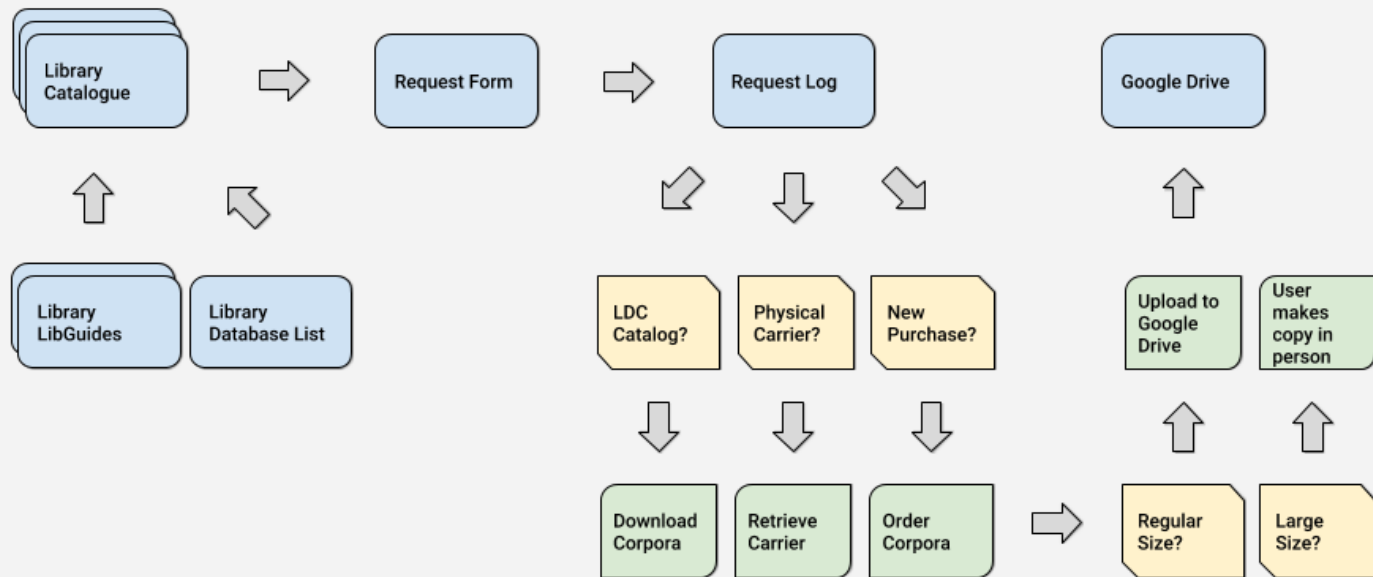 Library
Catalogue
Request Form
Request Log
Google Drive
Library
LibGuides
Library
Database List
LDC
Catalog?
Physical
Carrier?
New
Purchase?
Upload to
Google
Drive
User
makes
copy in
person
Download
Corpora
Retrieve
Carrier
Order
Corpora
Regular
Size?
Large
Size?